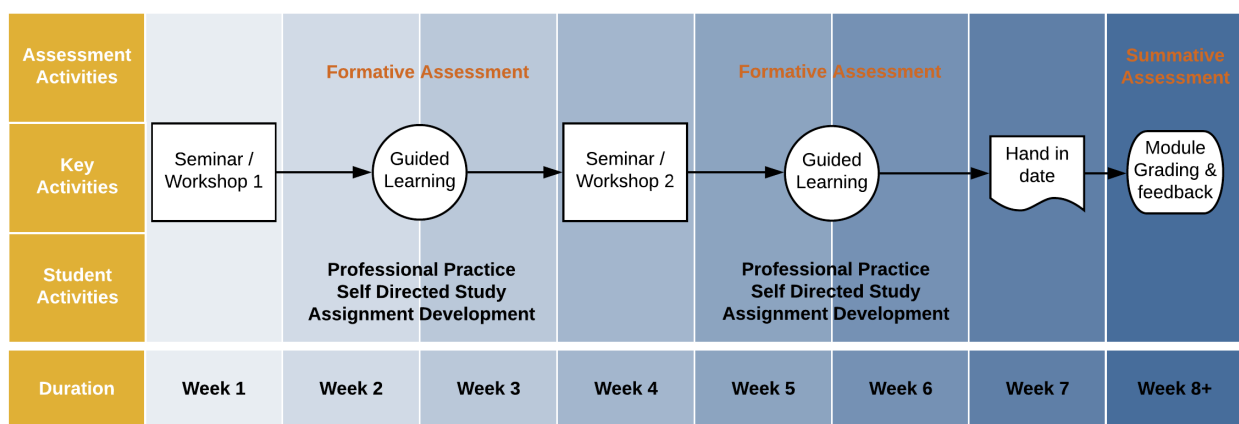 Assessment
Activities
Formative Assessment
Formative Assessment
Summative
Assessment
Key
Activities
Seminar /
Workshop 1
Guided
Learning
Seminar /
Workshop 2
Guided
Learning
Hand in
date
Module
Grading &
feedback
Student
Activities
Professional Practice
Self Directed Study
Assignment Development
Professional Practice
Self Directed Study
Assignment Development
Duration
Week 1
Week 2
Week 3
Week 4
Week 5
Week 6
Week 7
Week 8+